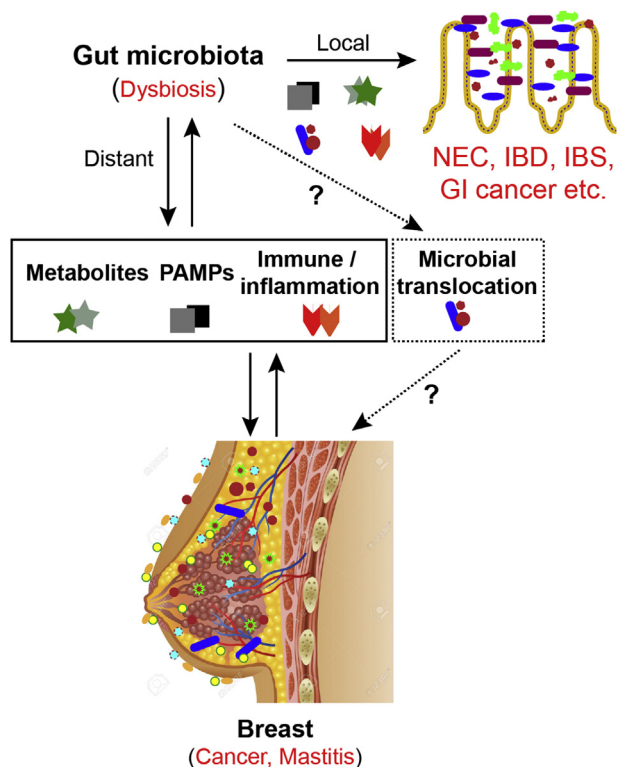 Gut microbiota
(Dysbiosis)
Local
NEC, IBD, IBS,
GI cancer etc.
Distant
?
Metabolites
PAMPs
Immune /
inflammation
Microbial
translocation
?
Breast
(Cancer, Mastitis)